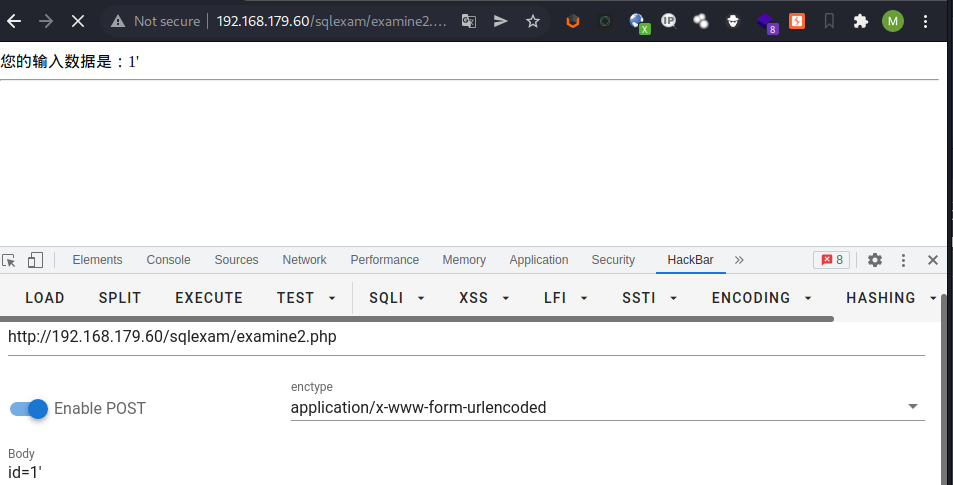 Not secure 192.168.179.60/sqlexam/examine2.... X IP 8 M
您的输入数据是：1'
Elements Console Sources Network Performance Memory Application Security HackBar » 8
LOAD SPLIT EXECUTE TEST SQLI XSS LFI SSTI ENCODING HASHING
http://192.168.179.60/sqlexam/examine2.php
enctype
Enable POST application/x-www-form-urlencoded
Body
id=1'